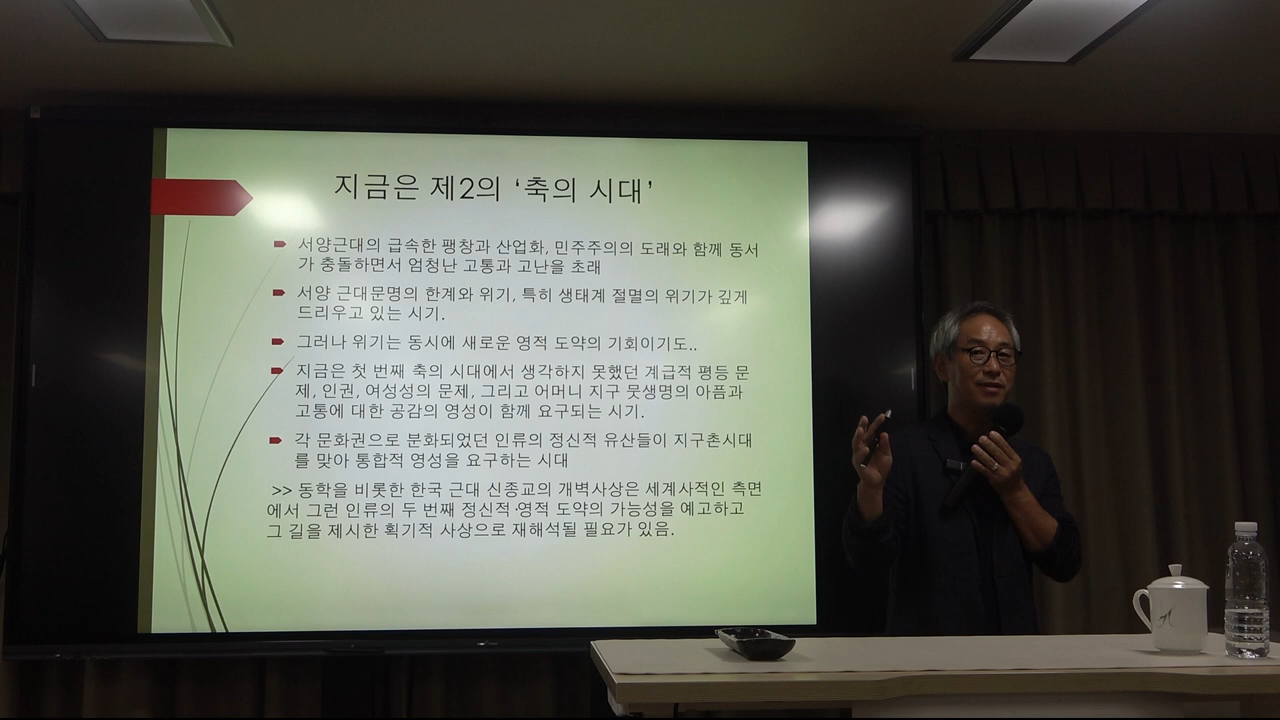 지금은 제2의 ‘축의 시대’
서양근대의 급속한 팽창과 산업화, 민주주의의 도래와 함께 동서
가 충돌하면서 엄청난 고통과 고난을 초래
서양 근대문명의 한계와 위기, 특히 생태계 절멸의 위기가 깊게
드리우고 있는 시기.
그러나 위기는 동시에 새로운 영적 도약의 기회이기도..
지금은 첫 번째 축의 시대에서 생각하지 못했던 계급적 평등 문
제, 인권, 여성성의 문제, 그리고 어머니 지구 뭇생명의 아픔과
고통에 대한 공감의 영성이 함께 요구되는 시기.
각 문화권으로 분화되었던 인류의 정신적 유산들이 지구촌시대
를 맞아 통합적 영성을 요구하는 시대
>> 동학을 비롯한 한국 근대 신종교의 개벽사상은 세계사적인 측면
에서 그런 인류의 두 번째 정신적·영적 도약의 가능성을 예고하고
그 길을 제시한 획기적 사상으로 재해석될 필요가 있음.